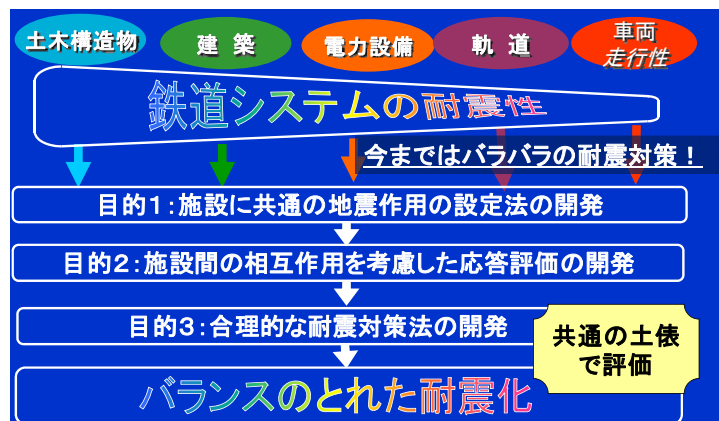 土木構造物
建 築
電力設備
軌 道
車両
走行性
鉄道システムの耐震性
今まではバラバラの耐震対策！
目的１：施設に共通の地震作用の設定法の開発
目的２：施設間の相互作用を考慮した応答評価の開発
目的３：合理的な耐震対策法の開発
共通の土俵
で評価
バランスのとれた耐震化